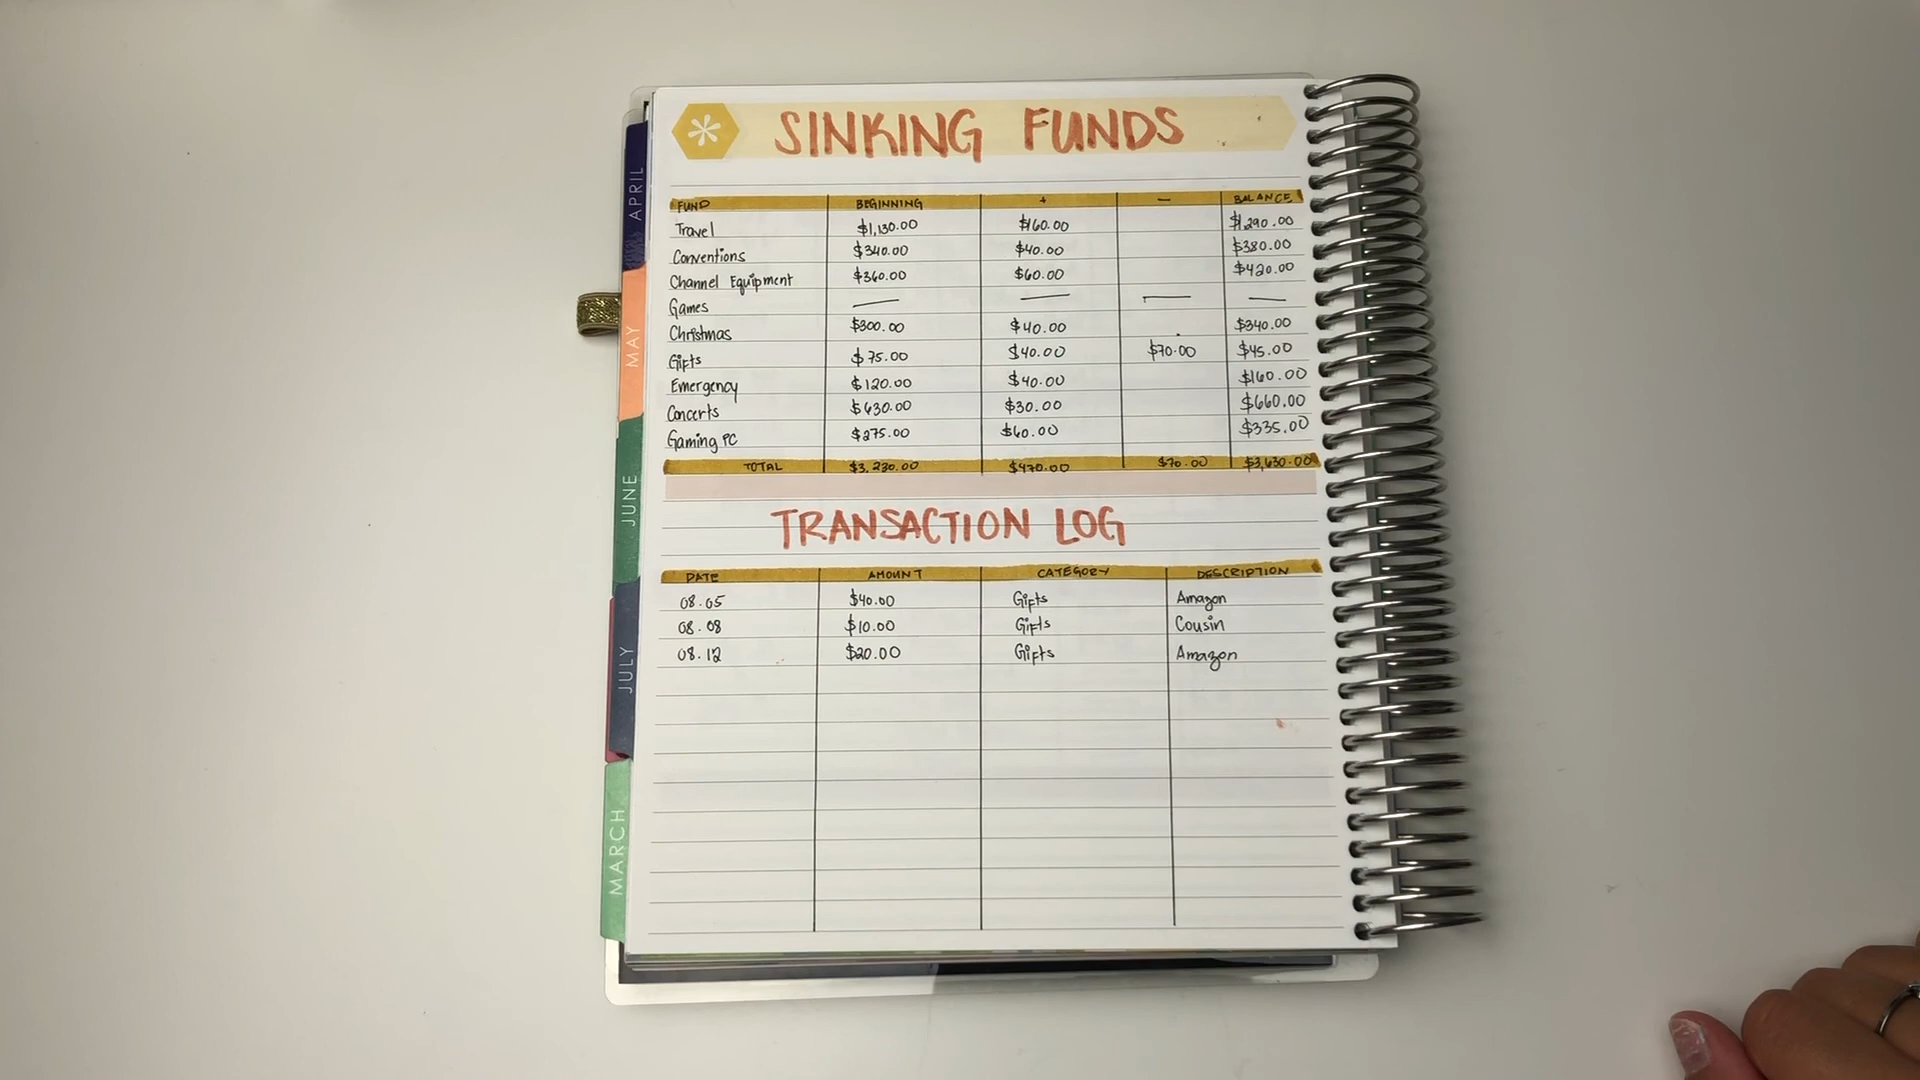 SINKING FUNDS
FUND BEGINNING + — BALANCE
Travel $1,130.00 $160.00 $1,290.00
Conventions $340.00 $40.00 $380.00
Channel Equipment $360.00 $60.00 $420.00
Games — — — —
Christmas $300.00 $40.00 $340.00
Gifts $75.00 $40.00 $70.00 $45.00
Emergency $120.00 $40.00 $160.00
Concerts $630.00 $30.00 $660.00
Gaming PC $275.00 $60.00 $335.00
TOTAL $3,230.00 $470.00 $70.00 $3,630.00
TRANSACTION LOG
DATE AMOUNT CATEGORY DESCRIPTION
08.05 $40.00 Gifts Amazon
08.08 $10.00 Gifts Cousin
08.12 $20.00 Gifts Amazon
APRIL
MAY
JUNE
JULY
MARCH